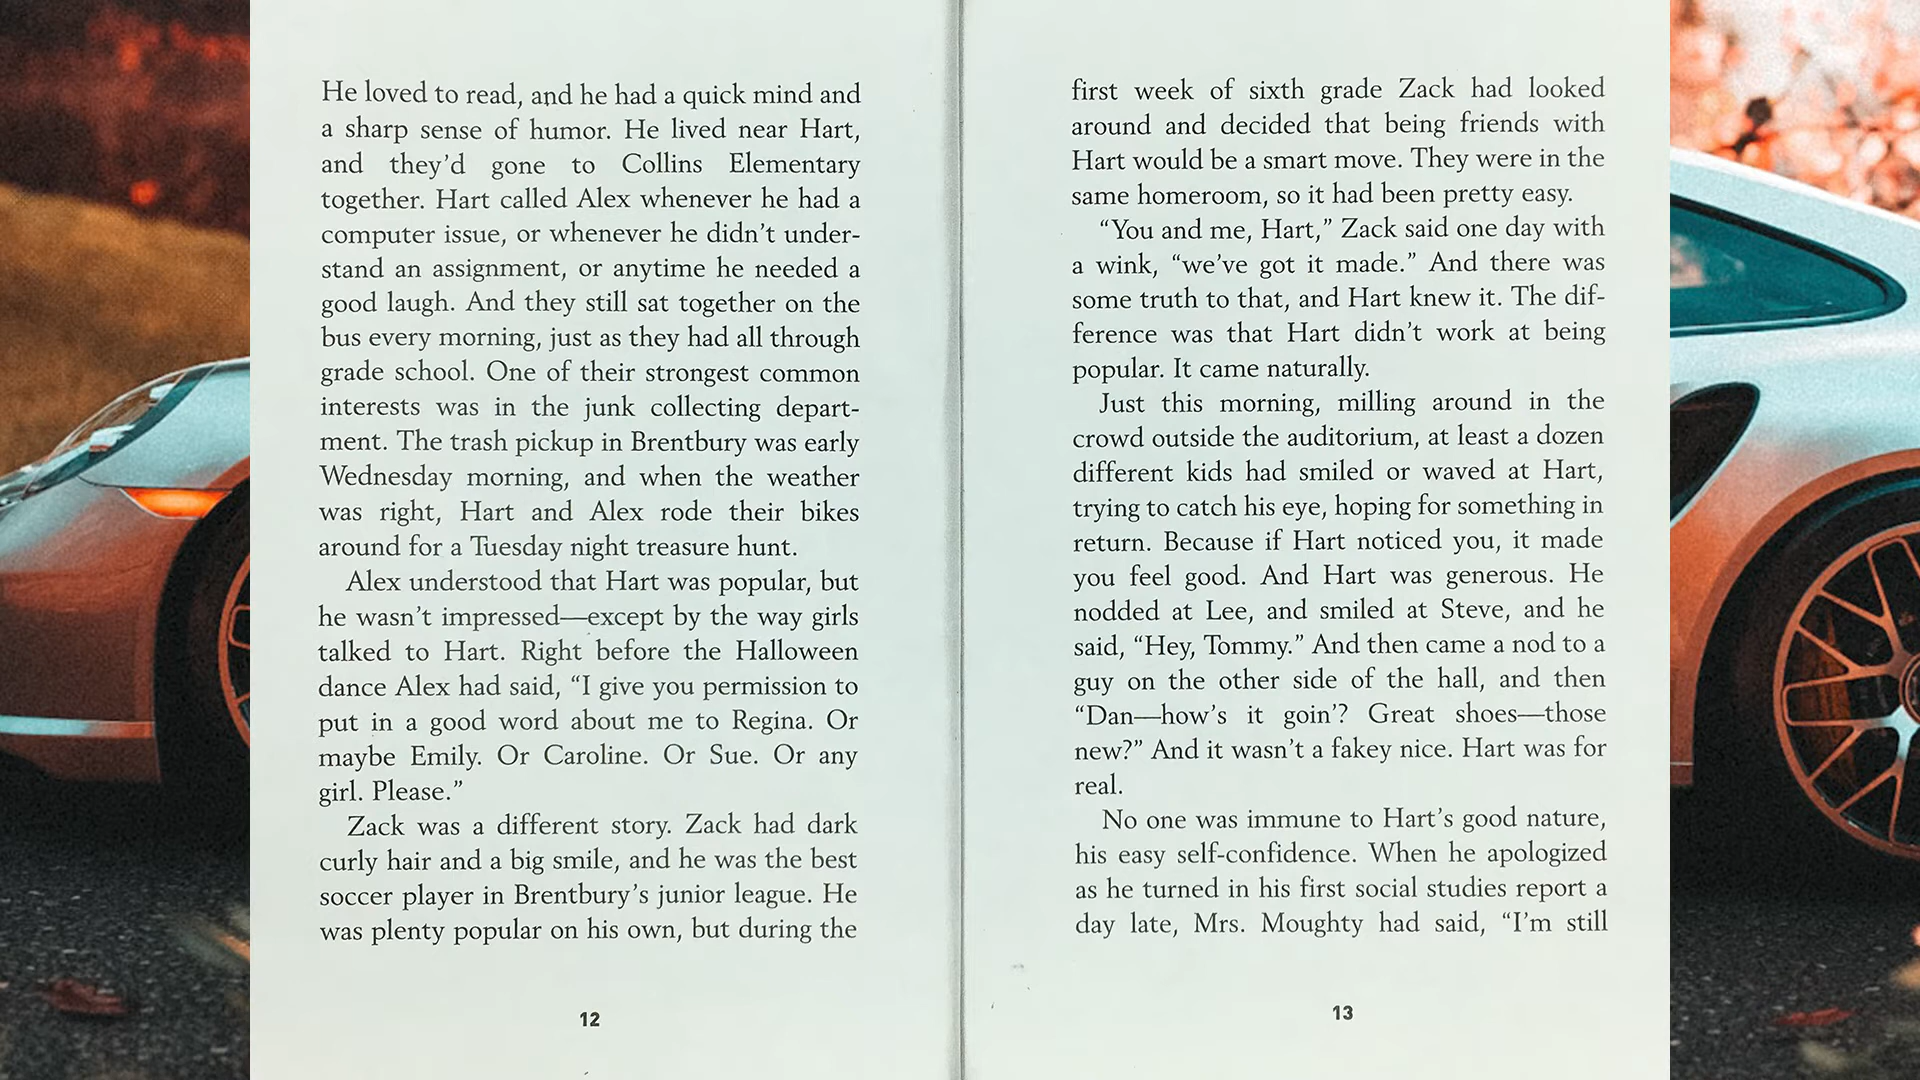 He loved to read, and he had a quick mind and
a sharp sense of humor. He lived near Hart,
and they’d gone to Collins Elementary
together. Hart called Alex whenever he had a
computer issue, or whenever he didn’t under-
stand an assignment, or anytime he needed a
good laugh. And they still sat together on the
bus every morning, just as they had all through
grade school. One of their strongest common
interests was in the junk collecting depart-
ment. The trash pickup in Brentbury was early
Wednesday morning, and when the weather
was right, Hart and Alex rode their bikes
around for a Tuesday night treasure hunt.
Alex understood that Hart was popular, but
he wasn’t impressed—except by the way girls
talked to Hart. Right before the Halloween
dance Alex had said, “I give you permission to
put in a good word about me to Regina. Or
maybe Emily. Or Caroline. Or Sue. Or any
girl. Please.”
Zack was a different story. Zack had dark
curly hair and a big smile, and he was the best
soccer player in Brentbury’s junior league. He
was plenty popular on his own, but during the
12
first week of sixth grade Zack had looked
around and decided that being friends with
Hart would be a smart move. They were in the
same homeroom, so it had been pretty easy.
“You and me, Hart,” Zack said one day with
a wink, “we’ve got it made.” And there was
some truth to that, and Hart knew it. The dif-
ference was that Hart didn’t work at being
popular. It came naturally.
Just this morning, milling around in the
crowd outside the auditorium, at least a dozen
different kids had smiled or waved at Hart,
trying to catch his eye, hoping for something in
return. Because if Hart noticed you, it made
you feel good. And Hart was generous. He
nodded at Lee, and smiled at Steve, and he
said, “Hey, Tommy.” And then came a nod to a
guy on the other side of the hall, and then
“Dan—how’s it goin’? Great shoes—those
new?” And it wasn’t a fakey nice. Hart was for
real.
No one was immune to Hart’s good nature,
his easy self-confidence. When he apologized
as he turned in his first social studies report a
day late, Mrs. Moughty had said, “I’m still
13